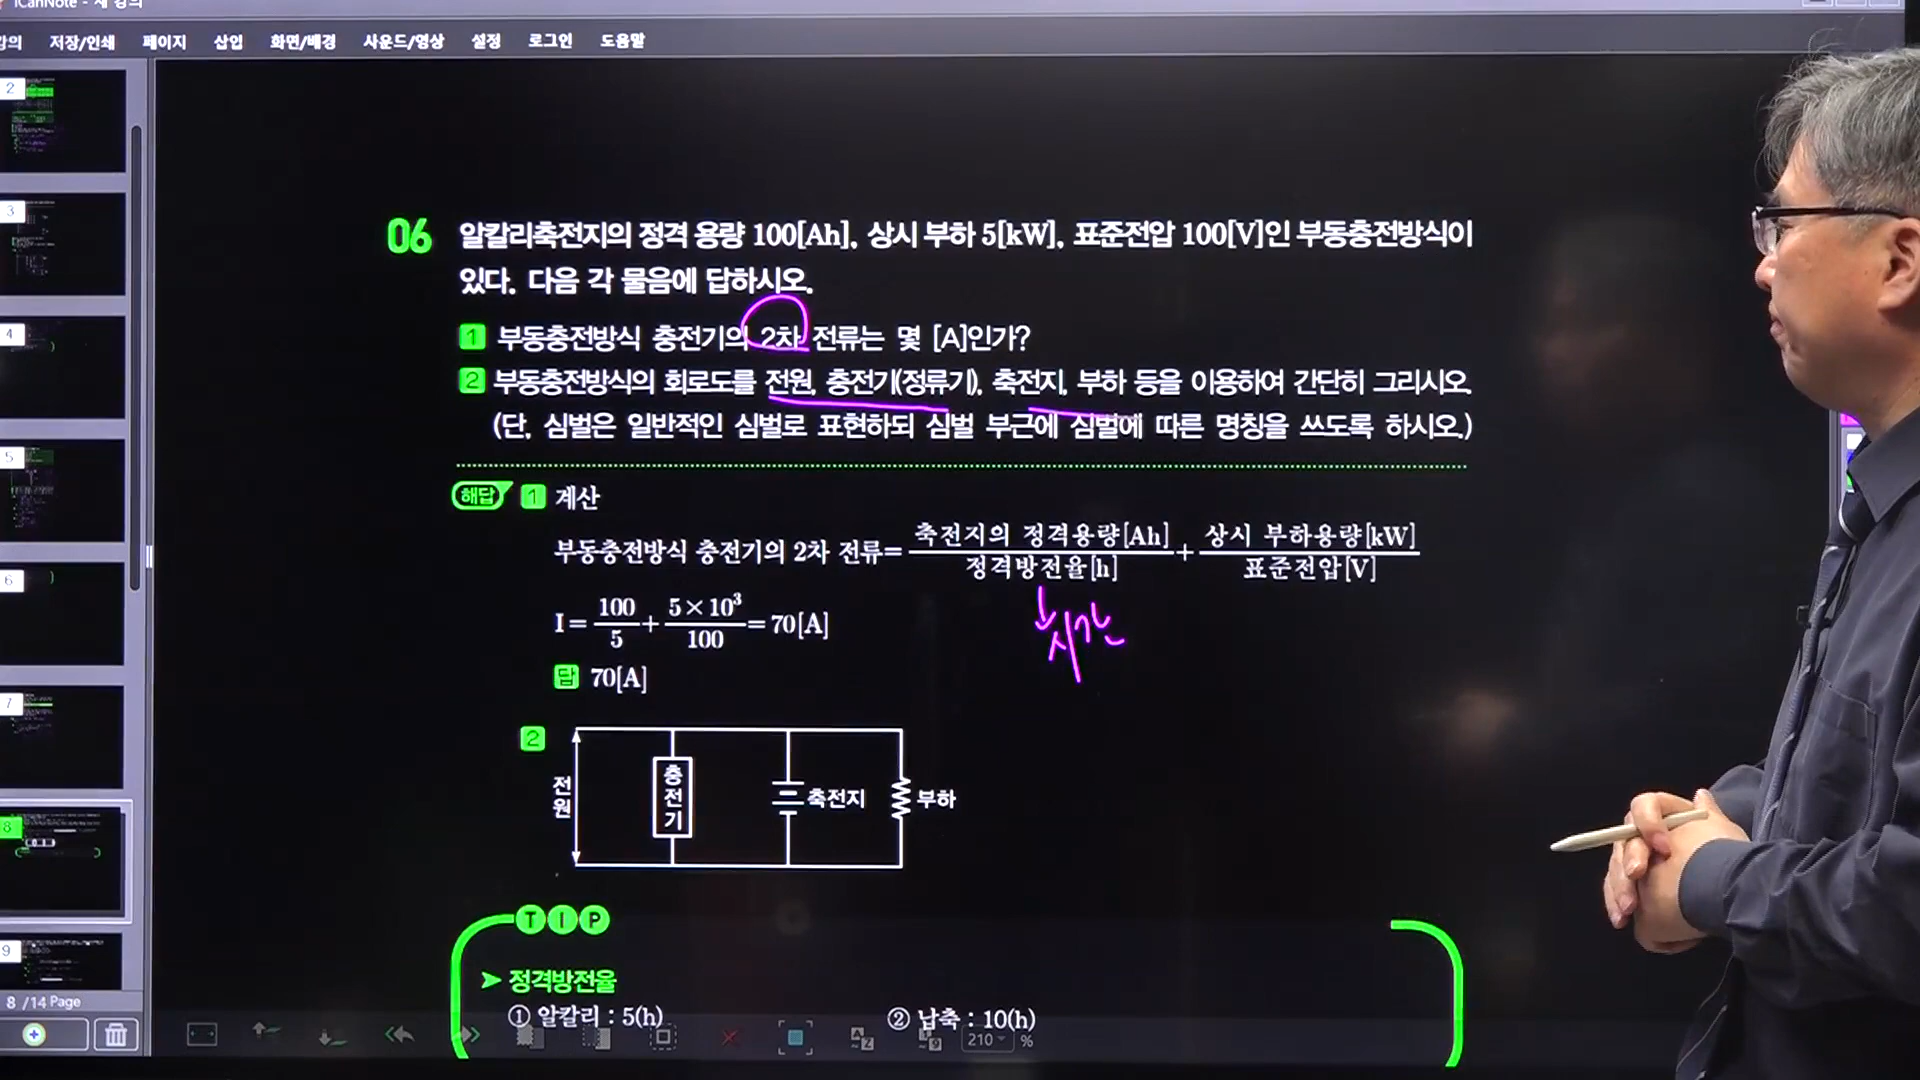 iCanNote - 새 강의
강의 저장/인쇄 페이지 삽입 화면/배경 사운드/영상 설정 로그인 도움말
2
3
4
5
6
7
8
9
8 /14 Page
06 알칼리축전지의 정격 용량 100[Ah], 상시 부하 5[kW], 표준전압 100[V]인 부동충전방식이
있다. 다음 각 물음에 답하시오.
1 부동충전방식 충전기의 2차 전류는 몇 [A]인가?
2 부동충전방식의 회로도를 전원, 충전기(정류기), 축전지, 부하 등을 이용하여 간단히 그리시오.
(단, 심벌은 일반적인 심벌로 표현하되 심벌 부근에 심벌에 따른 명칭을 쓰도록 하시오.)
해답 1 계산
부동충전방식 충전기의 2차 전류= 축전지의 정격용량[Ah] / 정격방전율[h] + 상시 부하용량[kW] / 표준전압[V]
시간
I = 100/5 + 5×10³/100 = 70[A]
답 70[A]
2
전원
충전기
축전지
부하
TIP
➤ 정격방전율
① 알칼리 : 5(h) ② 납축 : 10(h)
210 %